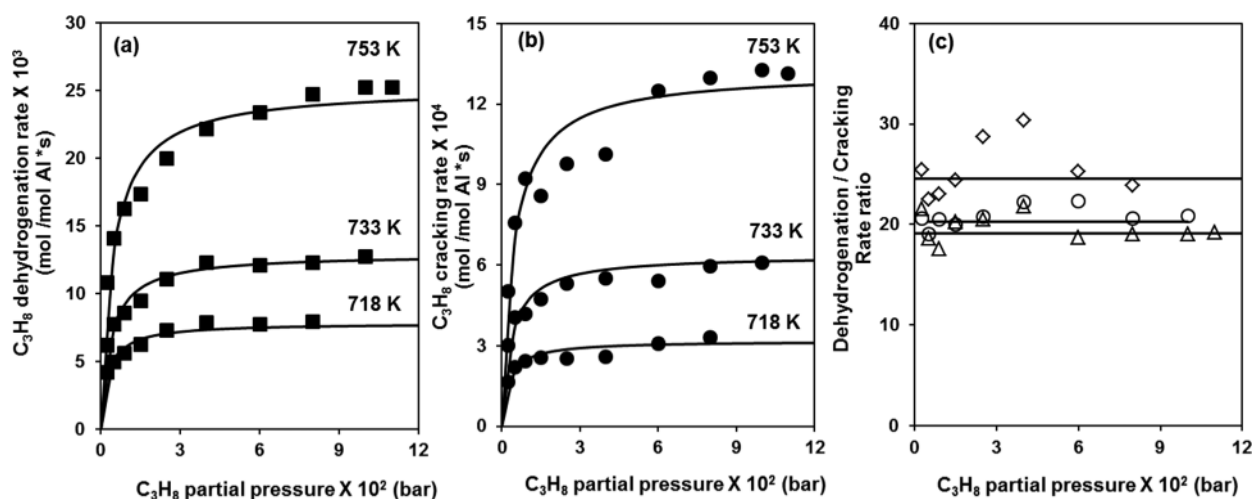 (a)
753 K
733 K
718 K
30
25
20
15
10
5
0
0 3 6 9 12
C₃H₈ dehydrogenation rate X 10³
(mol /mol Al *s)
C₃H₈ partial pressure X 10² (bar)
(b)
753 K
733 K
718 K
15
12
9
6
3
0
0 3 6 9 12
C₃H₈ cracking rate X 10⁴
(mol /mol Al *s)
C₃H₈ partial pressure X 10² (bar)
(c)
40
30
20
10
0
0 3 6 9 12
Dehydrogenation / Cracking
Rate ratio
C₃H₈ partial pressure X 10² (bar)